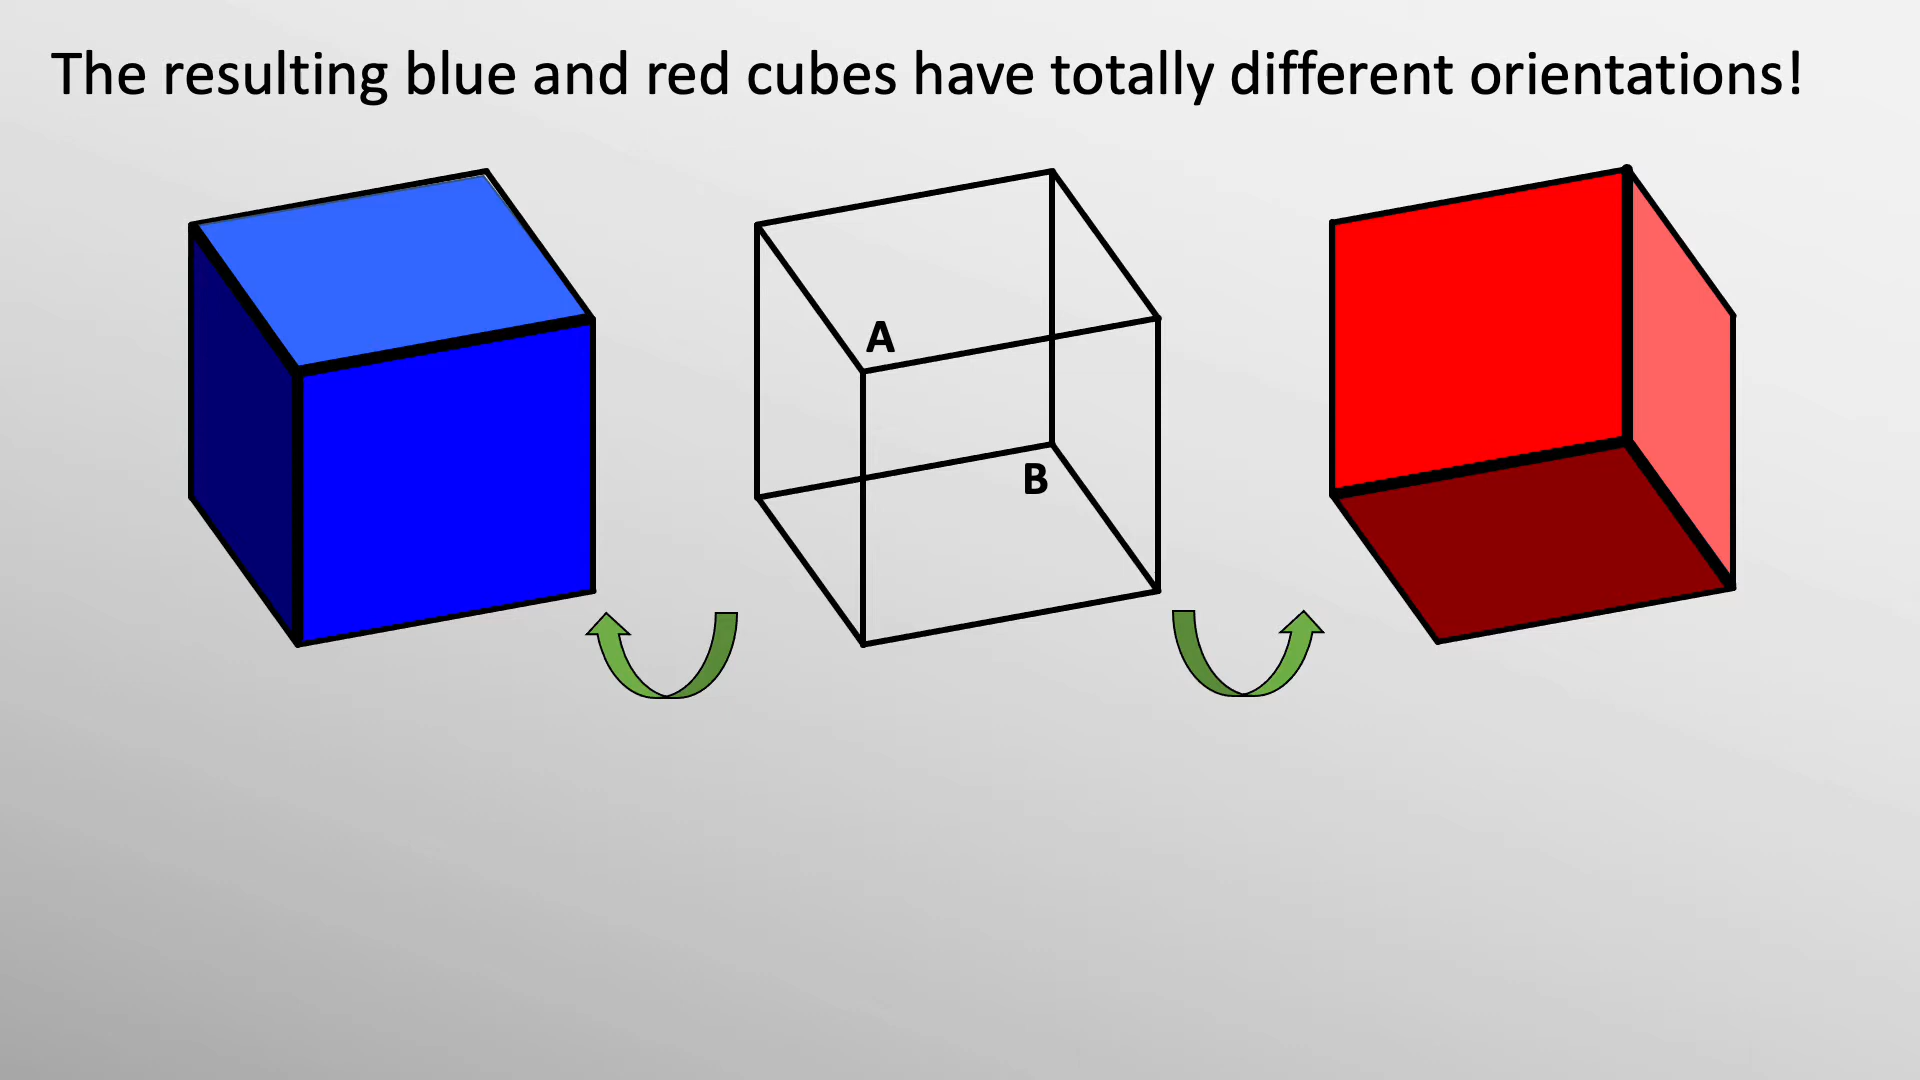 The resulting blue and red cubes have totally different orientations!
A
B